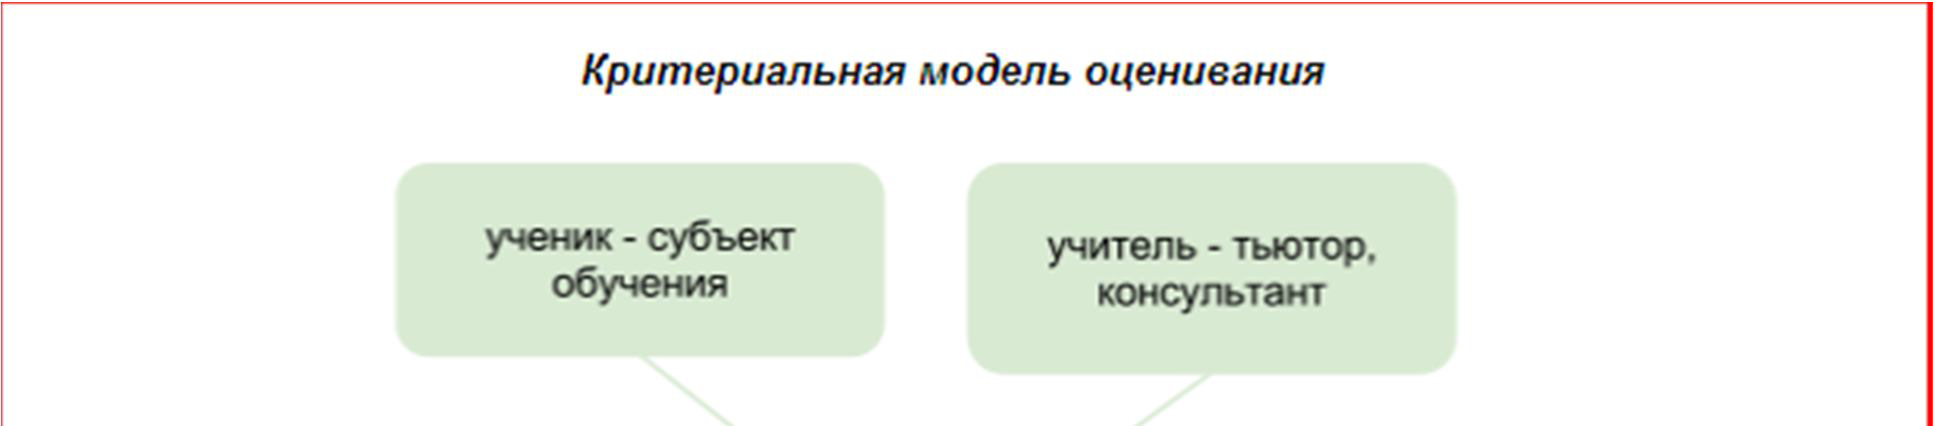 Критериальная модель оценивания
ученик - субъект
обучения
учитель - тьютор,
консультант